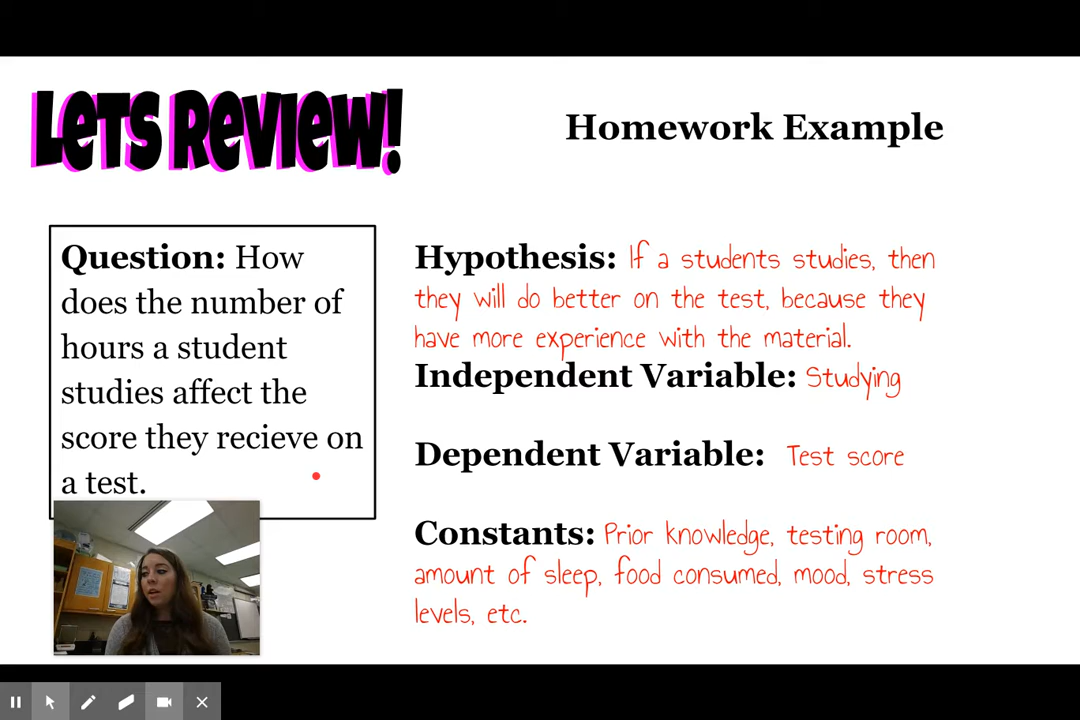 Lets Review!
Homework Example
Question: How
does the number of
hours a student
studies affect the
score they recieve on
a test.
Hypothesis: If a students studies, then
they will do better on the test, because they
have more experience with the material.
Independent Variable: Studying
Dependent Variable: Test score
Constants: Prior knowledge, testing room,
amount of sleep, food consumed, mood, stress
levels, etc.